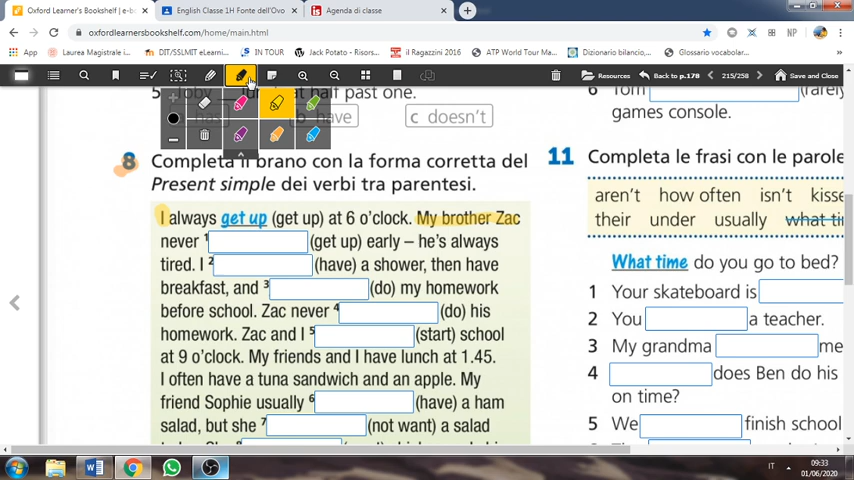 Oxford Learner's Bookshelf | e-b
English Classe 1H Fonte dell'Ovo
Agenda di classe
oxfordlearnersbookshelf.com/home/main.html
App
Laurea Magistrale i
DIT/SSLMIT eLearni
IN TOUR
Jack Potato - Risors
il Ragazzini 2016
ATP World Tour Ma
Dizionario bilancio,
Glossario vocabolar
Resources
Back to p.178
215/258
Save and Close
half past one.
b have
c doesn't
8 Completa il brano con la forma corretta del
Present simple dei verbi tra parentesi.
I always get up (get up) at 6 o'clock. My brother Zac
never 1 (get up) early – he's always
tired. I 2 (have) a shower, then have
breakfast, and 3 (do) my homework
before school. Zac never 4 (do) his
homework. Zac and I 5 (start) school
at 9 o'clock. My friends and I have lunch at 1.45.
I often have a tuna sandwich and an apple. My
friend Sophie usually 6 (have) a ham
salad, but she 7 (not want) a salad
6 Tom (rarely
games console.
11 Completa le frasi con le parole
aren't how often isn't kisse
their under usually what ti
What time do you go to bed?
1 Your skateboard is
2 You a teacher.
3 My grandma me
4 does Ben do his
on time?
5 We finish school
IT
09:33
01/06/2020